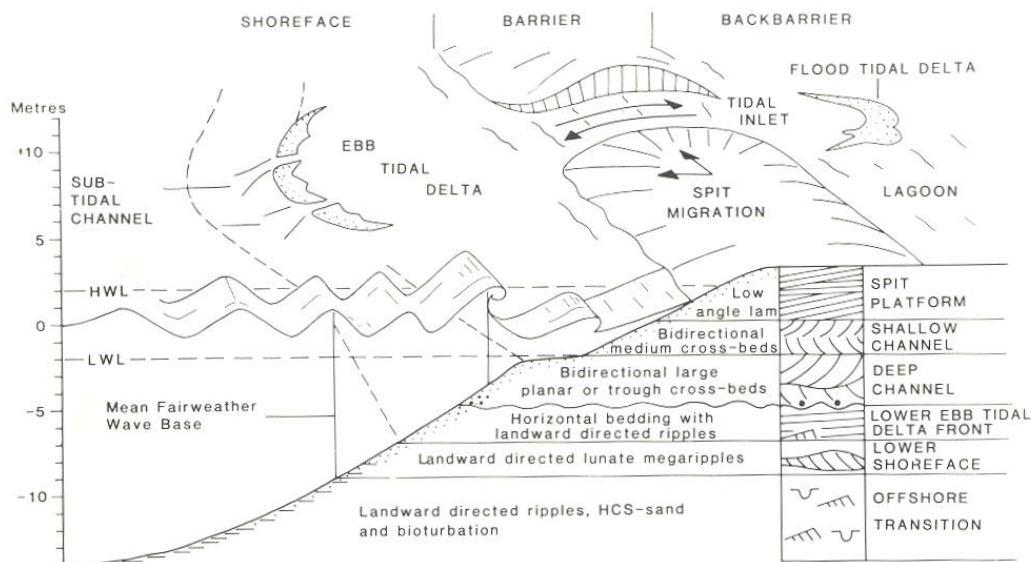 SHOREFACE
BARRIER
BACKBARRIER
FLOOD TIDAL DELTA
Metres
TIDAL
INLET
+10
EBB
TIDAL
DELTA
SUB-
TIDAL
CHANNEL
SPIT
MIGRATION
LAGOON
5
HWL
0
LWL
Low
angle lam
SPIT
PLATFORM
Bidirectional
medium cross-beds
SHALLOW
CHANNEL
Bidirectional large
planar or trough cross-beds
DEEP
CHANNEL
Mean Fairweather
Wave Base
-5
Horizontal bedding with
landward directed ripples
LOWER EBB TIDAL
DELTA FRONT
Landward directed lunate megaripples
LOWER
SHOREFACE
-10
Landward directed ripples, HCS-sand
and bioturbation
OFFSHORE
TRANSITION